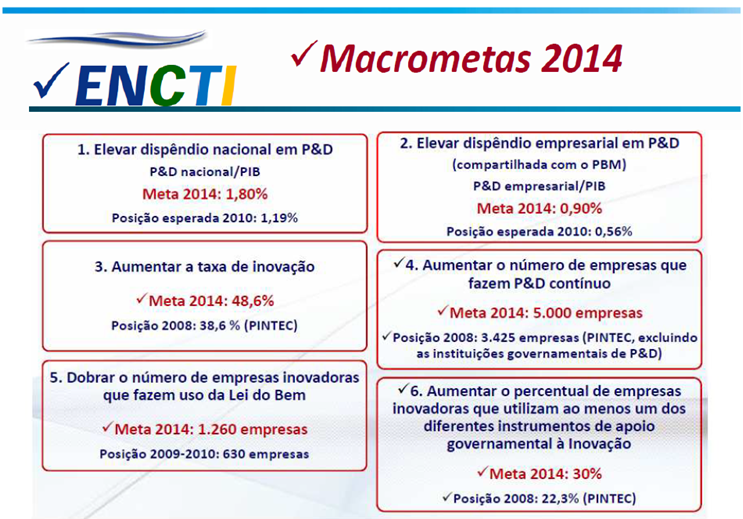 ✓ENCTI
✓Macrometas 2014
1. Elevar dispêndio nacional em P&D
P&D nacional/PIB
Meta 2014: 1,80%
Posição esperada 2010: 1,19%
2. Elevar dispêndio empresarial em P&D
(compartilhada com o PBM)
P&D empresarial/PIB
Meta 2014: 0,90%
Posição esperada 2010: 0,56%
3. Aumentar a taxa de inovação
✓Meta 2014: 48,6%
Posição 2008: 38,6 % (PINTEC)
✓4. Aumentar o número de empresas que
fazem P&D contínuo
✓Meta 2014: 5.000 empresas
✓Posição 2008: 3.425 empresas (PINTEC, excluindo
as instituições governamentais de P&D)
5. Dobrar o número de empresas inovadoras
que fazem uso da Lei do Bem
✓Meta 2014: 1.260 empresas
Posição 2009-2010: 630 empresas
✓6. Aumentar o percentual de empresas
inovadoras que utilizam ao menos um dos
diferentes instrumentos de apoio
governamental à Inovação
✓Meta 2014: 30%
✓Posição 2008: 22,3% (PINTEC)